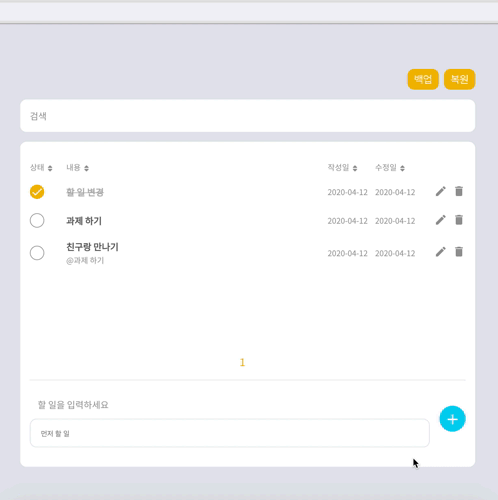 백업 복원
검색
상태 내용 작성일 수정일
할 일 변경 2020-04-12 2020-04-12
과제 하기 2020-04-12 2020-04-12
친구랑 만나기 2020-04-12 2020-04-12
@과제 하기
1
할 일을 입력하세요
먼저 할 일